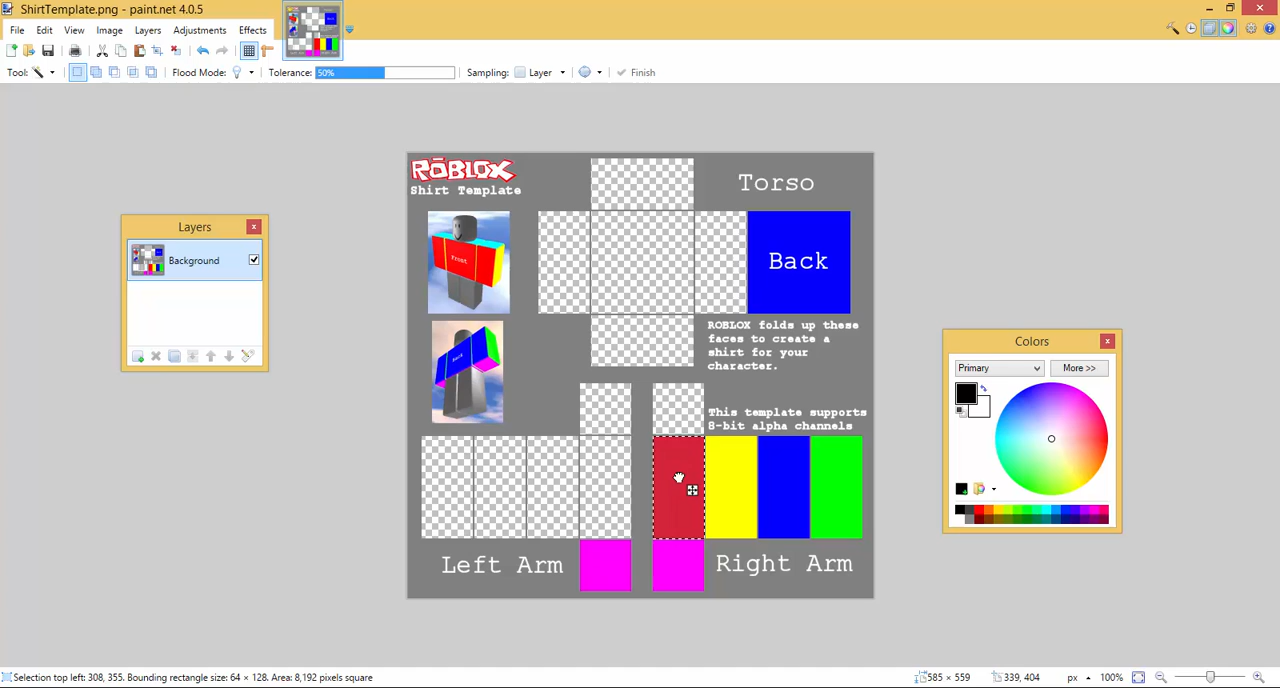 ShirtTemplate.png - paint.net 4.0.5
File Edit View Image Layers Adjustments Effects
Tool: Flood Mode: Tolerance: 50% Sampling: Layer Finish
RŌBLOX
Shirt Template
Torso
Front
Back
Back
ROBLOX folds up these
faces to create a
shirt for your
character.
This template supports
8-bit alpha channels
Left Arm
Right Arm
Layers
Background
Colors
Primary
More >>
Selection top left: 308, 355. Bounding rectangle size: 64 × 128. Area: 8,192 pixels square
585 × 559
339, 404
px
100%